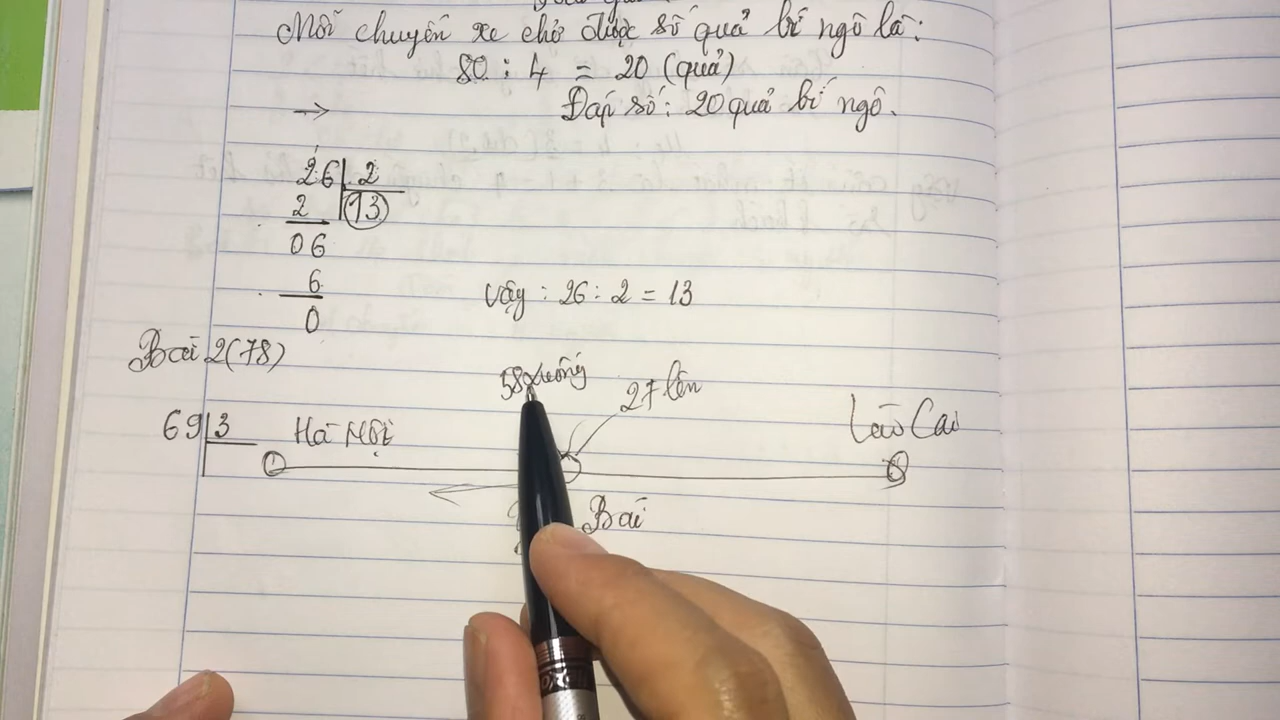 Mỗi chuyến xe chở được số quả bí ngô là:
80 : 4 = 20 (quả)
→ Đáp số: 20 quả bí ngô.
26 2
2 13
06
6
0
Vậy: 26 : 2 = 13
Bài 2(78)
58 xuống
27 lên
69 3
Hà Nội
Lào Cai
Bái